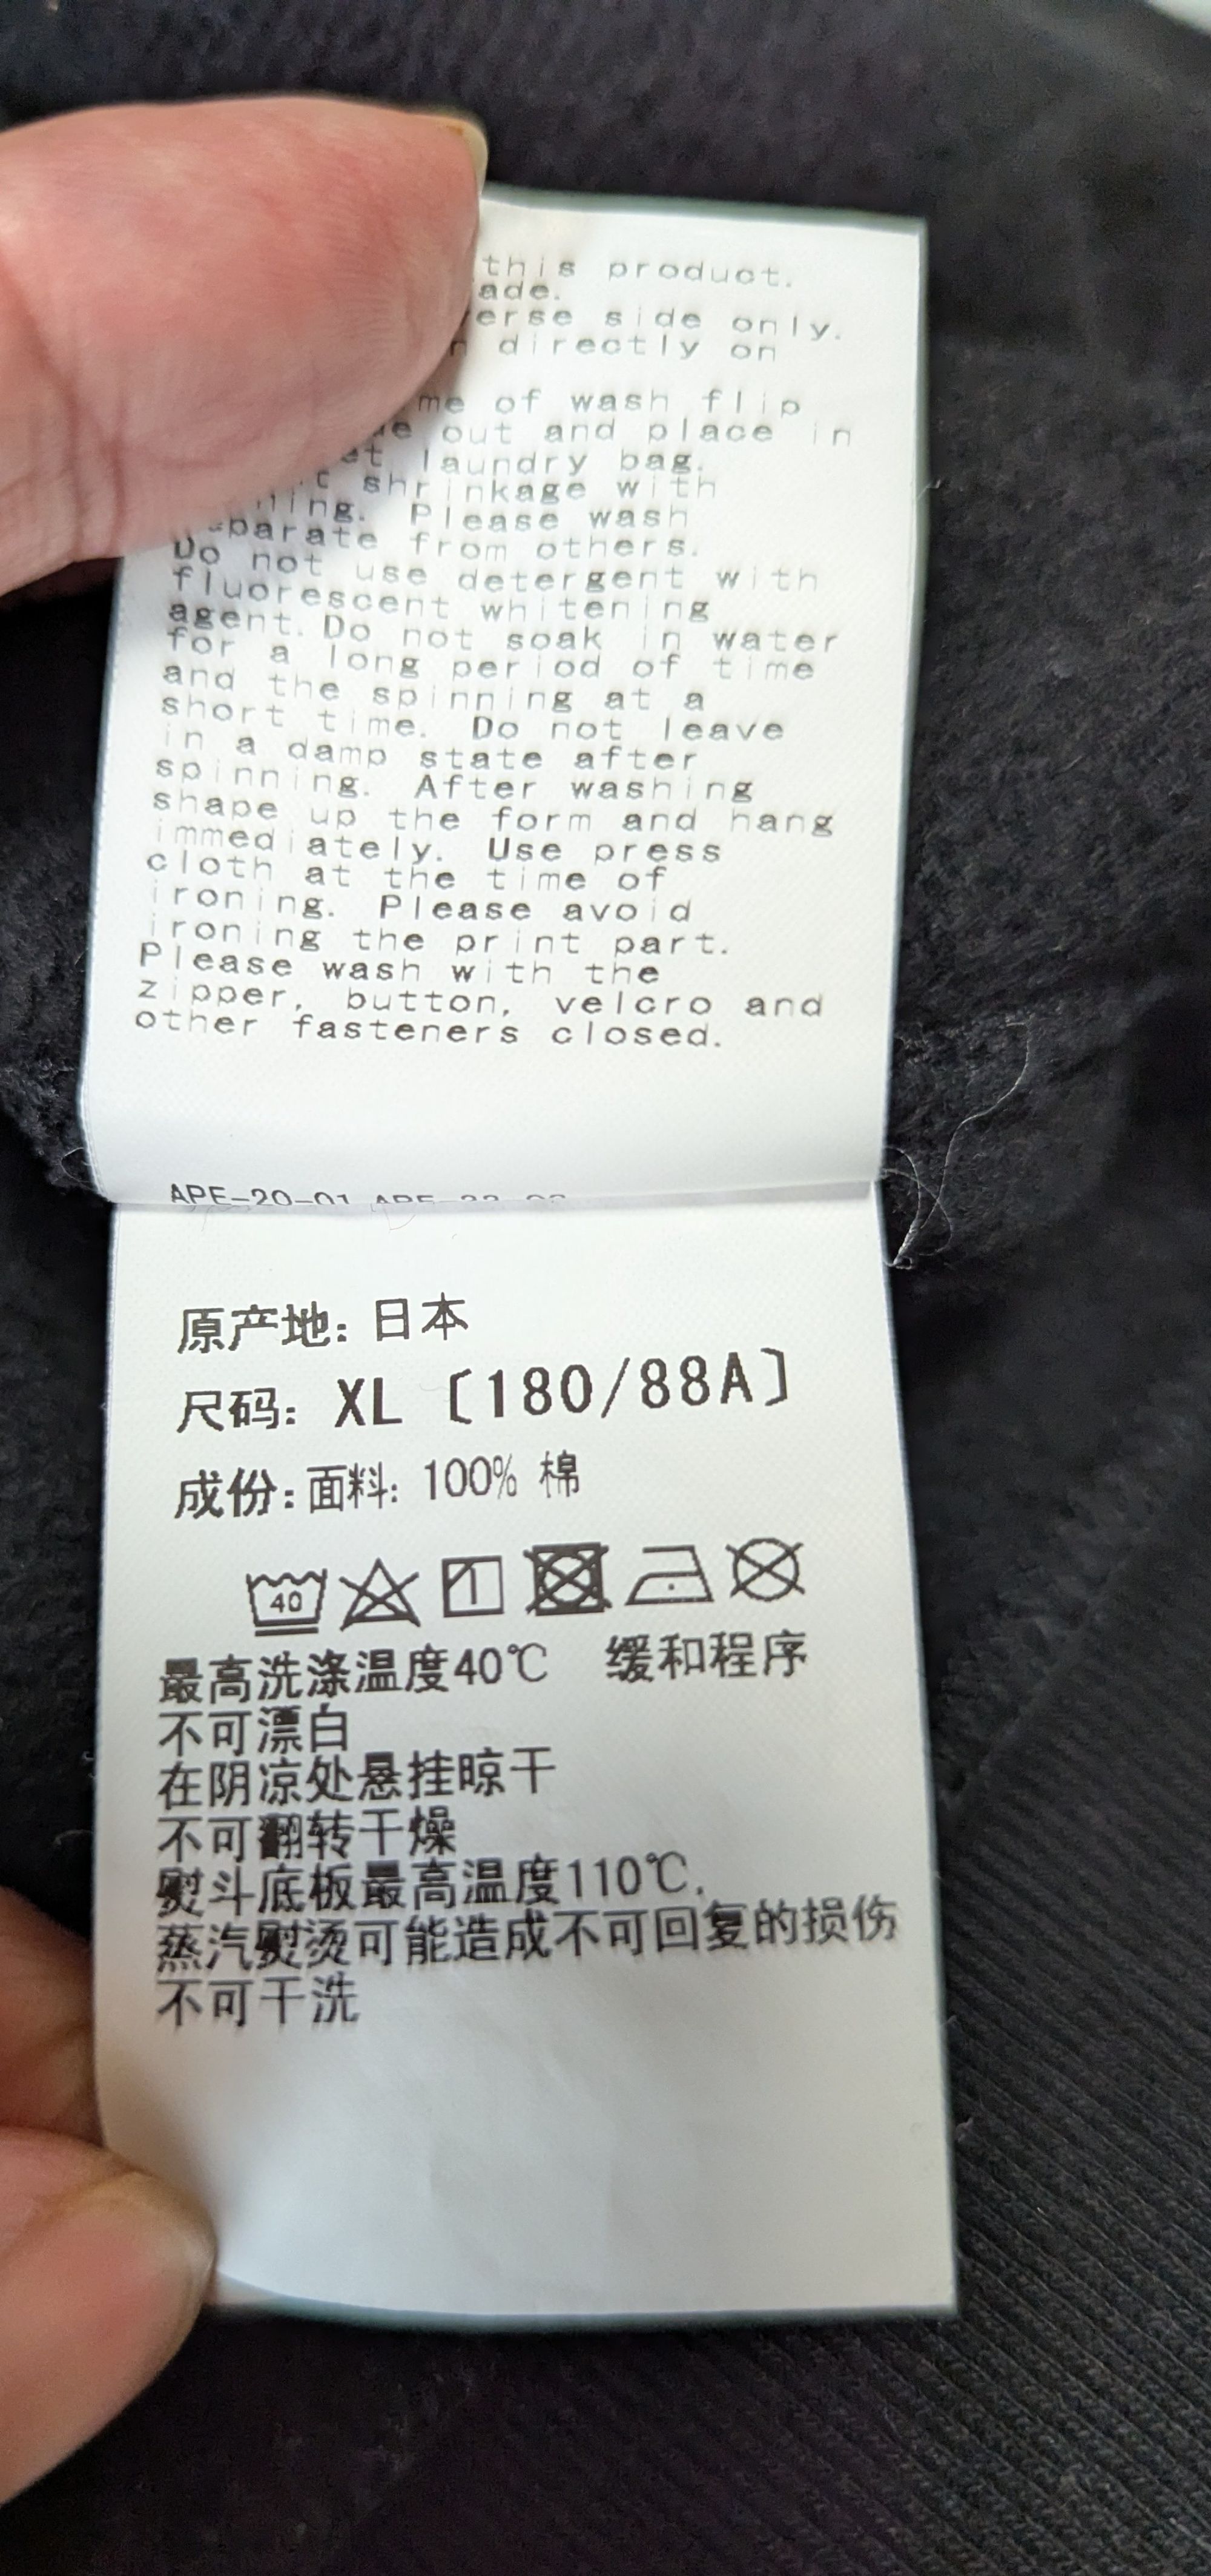 this product.
side only.
directly on
of wash flip
out and place in
laundry bag.
shrinkage with
Please wash
from others.
Do not use detergent with
fluorescent whitening
agent. Do not soak in water
for a long period of time
and the spinning at a
short time. Do not leave
in a damp state after
spinning. After washing
shape up the form and hang
immediately. Use press
cloth at the time of
ironing. Please avoid
ironing the print part.
Please wash with the
zipper, button, velcro and
other fasteners closed.
APE-20-01
原产地: 日本
尺码: XL〔180/88A〕
成份: 面料: 100% 棉
40
最高洗涤温度40℃ 缓和程序
不可漂白
在阴凉处悬挂晾干
不可翻转干燥
熨斗底板最高温度110℃,
蒸汽熨烫可能造成不可回复的损伤
不可干洗